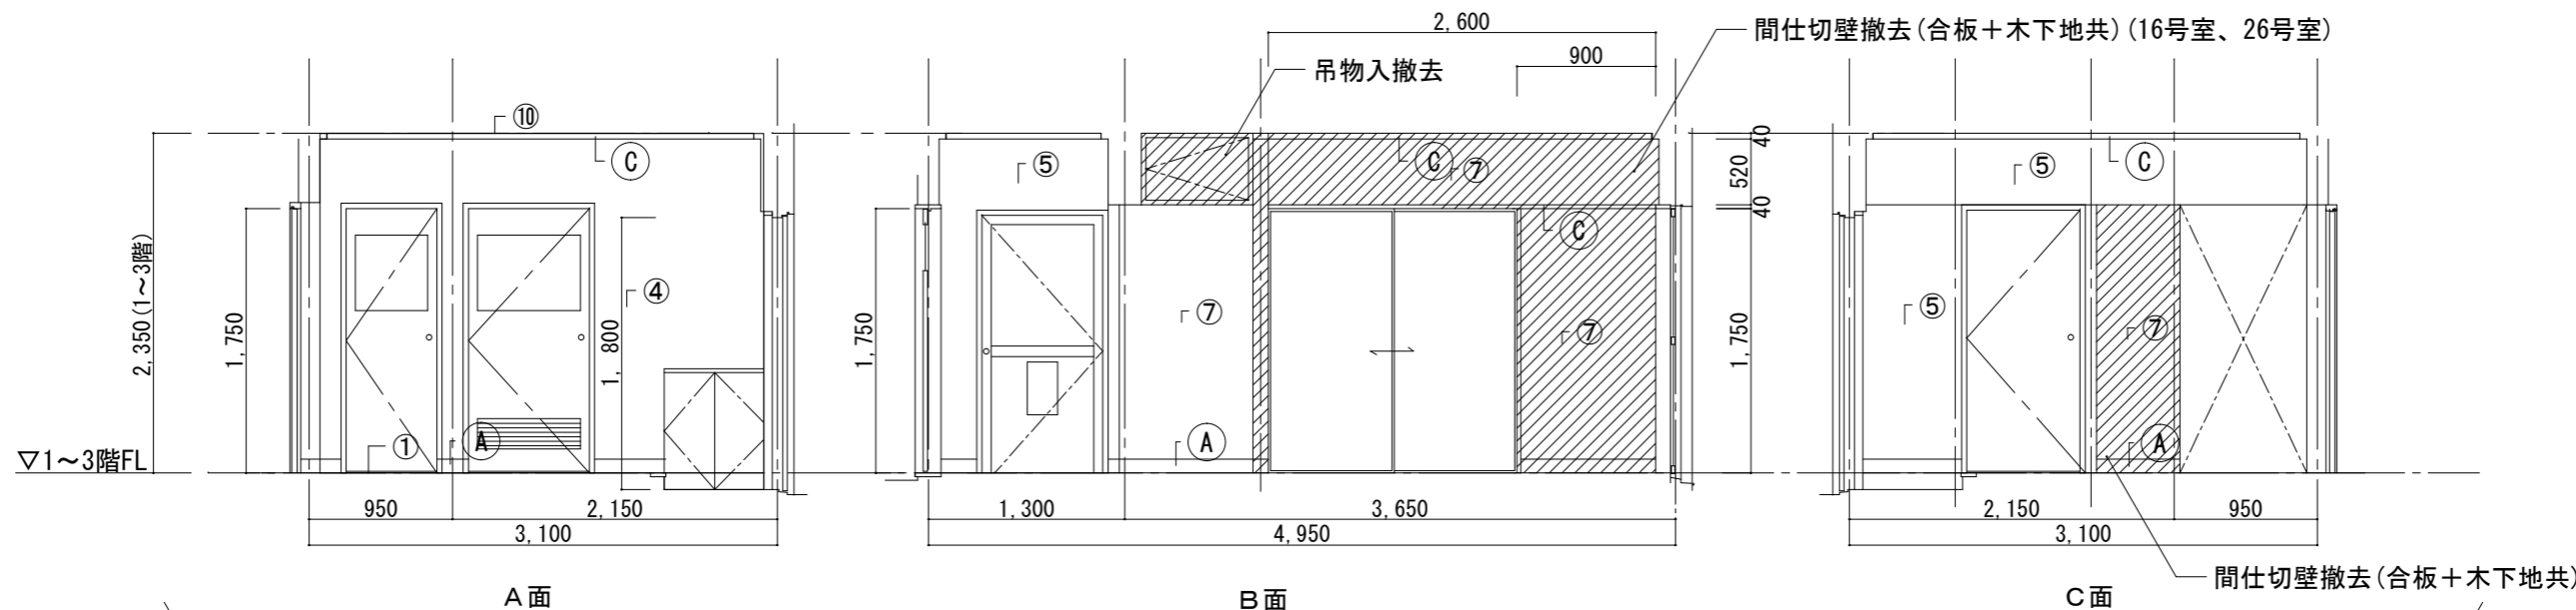 2,600
間仕切壁撤去(合板+木下地共)(16号室、26号室)
900
吊物入撤去
⑩
C
⑤
C
⑦
40
520
40
C
⑤
C
2,350(1~3階)
1,750
1,800
④
1,750
⑦
⑦
1,750
⑤
⑦
①
A
A
A
▽1~3階FL
950
2,150
3,100
1,300
3,650
4,950
2,150
950
3,100
間仕切壁撤去(合板+木下地共)
A面
B面
C面